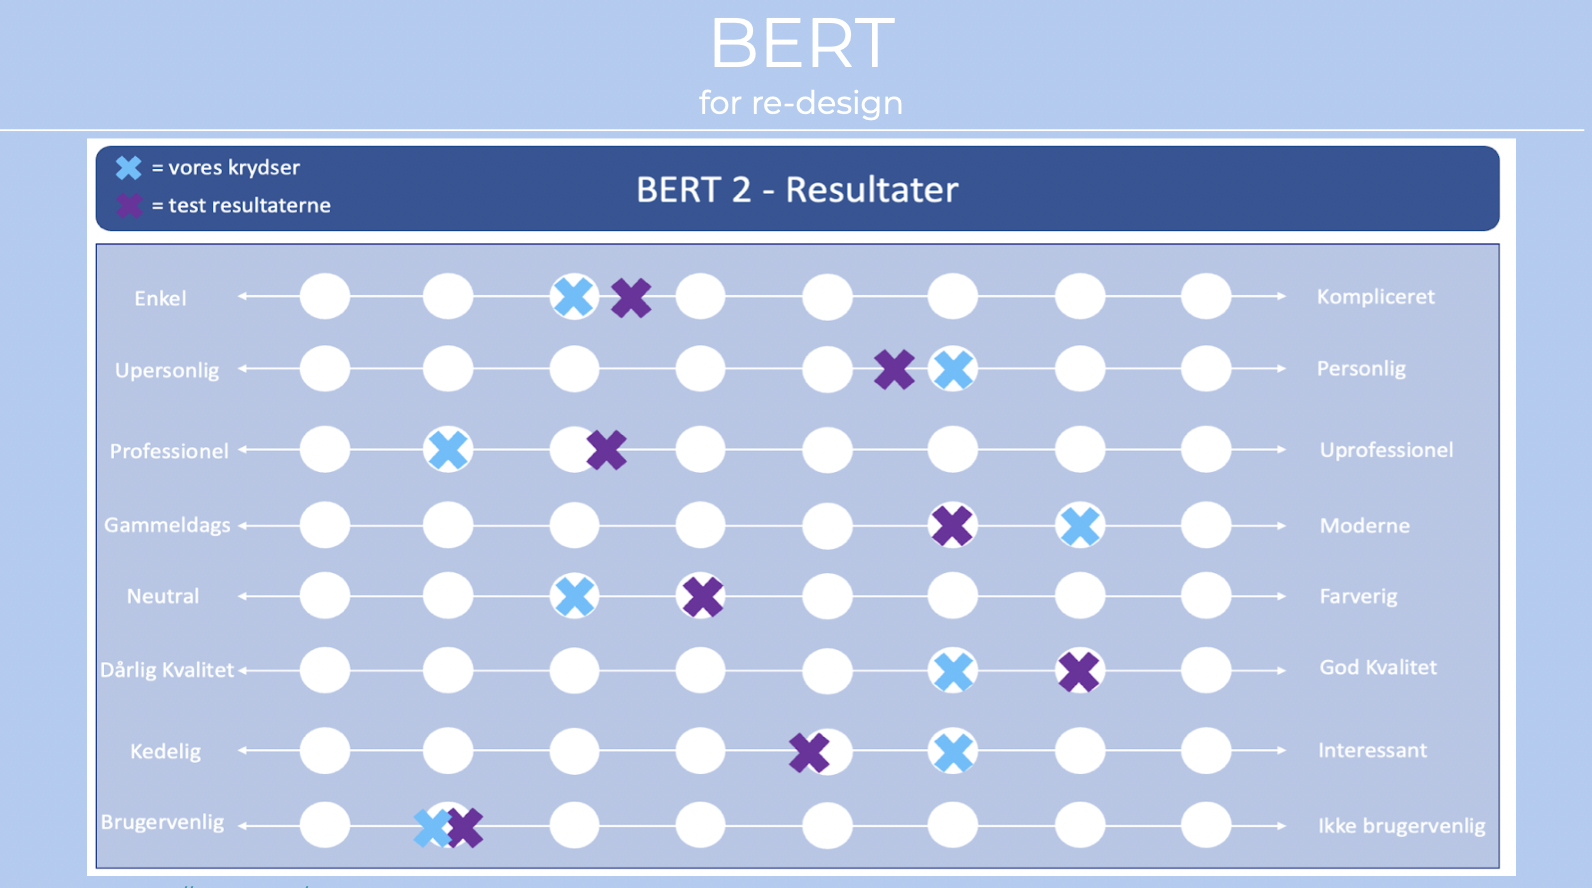 BERT
for re-design
= vores krydser
= test resultaterne
BERT 2 - Resultater
Enkel Kompliceret
Upersonlig Personlig
Professionel Uprofessionel
Gammeldags Moderne
Neutral Farverig
Dårlig Kvalitet God Kvalitet
Kedelig Interessant
Brugervenlig Ikke brugervenlig